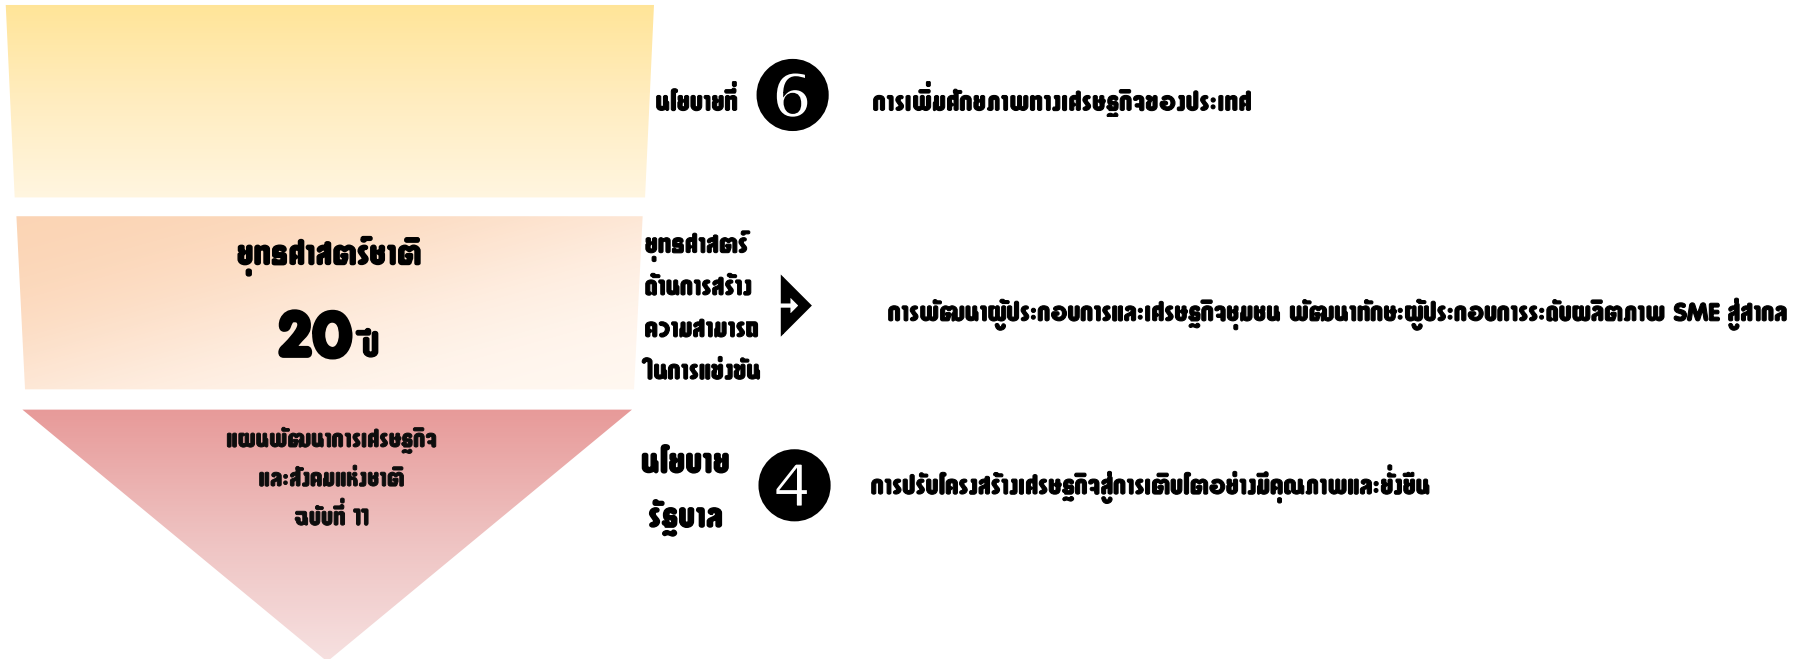 นโยบายที่ 6 การเพิ่มศักยภาพทางเศรษฐกิจของประเทศ
ยุทธศาสตร์ชาติ
20 ปี
ยุทธศาสตร์
ด้านการสร้าง
ความสามารถ
ในการแข่งขัน
การพัฒนาผู้ประกอบการและเศรษฐกิจชุมชน พัฒนาทักษะผู้ประกอบการระดับผลิตภาพ SME สู่สากล
แผนพัฒนาการเศรษฐกิจ
และสังคมแห่งชาติ
ฉบับที่ 11
นโยบาย
รัฐบาล
4 การปรับโครงสร้างเศรษฐกิจสู่การเติบโตอย่างมีคุณภาพและยั่งยืน